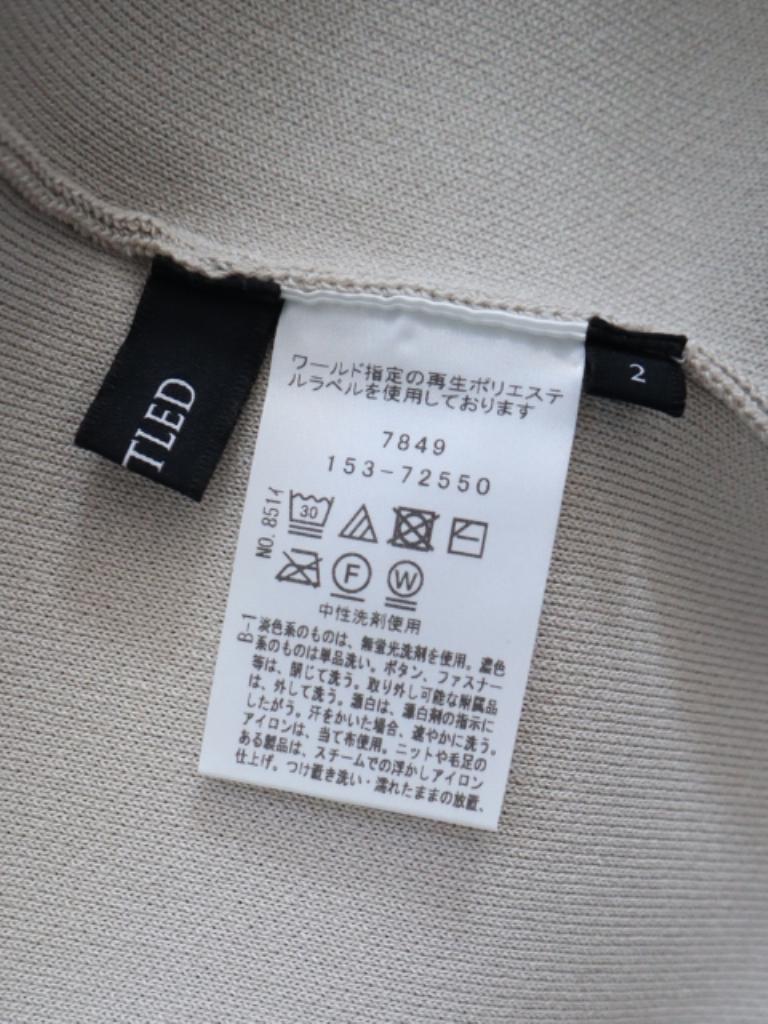 TLED
2
ワールド指定の再生ポリエステ
ルラベルを使用しております
7849
153-72550
NO. 851イ
30
F
W
中性洗剤使用
B-1
淡色系のものは、無蛍光洗剤を使用。濃色
系のものは単品洗い。ボタン、ファスナー
等は、閉じて洗う。取り外し可能な附属品
は、外して洗う。漂白は、漂白剤の指示に
したがう。汗をかいた場合、速やかに洗う。
アイロンは、当て布使用。ニットや毛足の
ある製品は、スチームでの浮かしアイロン
仕上げ。つけ置き洗い・濡れたままの放置、